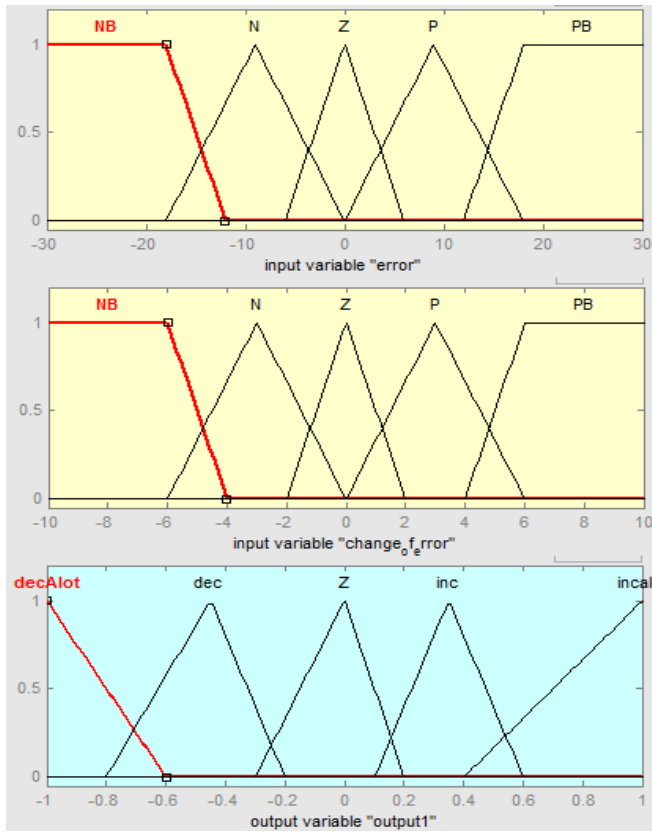 NB N Z P PB
1
0.5
0
-30 -20 -10 0 10 20 30
input variable "error"
NB N Z P PB
1
0.5
0
-10 -8 -6 -4 -2 0 2 4 6 8 10
input variable "change_of_error"
decAlot dec Z inc incal
1
0.5
0
-1 -0.8 -0.6 -0.4 -0.2 0 0.2 0.4 0.6 0.8 1
output variable "output1"